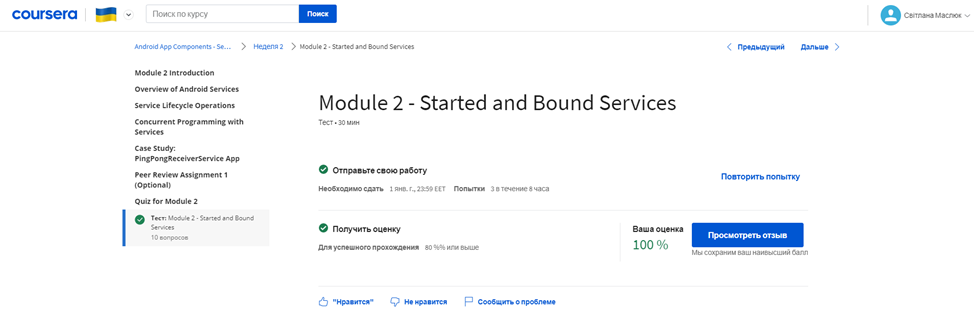 coursera
Поиск по курсу
Поиск
Світлана Маслюк
Android App Components - Se...
Неделя 2
Module 2 - Started and Bound Services
Предыдущий
Дальше
Module 2 Introduction
Overview of Android Services
Service Lifecycle Operations
Concurrent Programming with
Services
Case Study:
PingPongReceiverService App
Peer Review Assignment 1
(Optional)
Quiz for Module 2
Тест: Module 2 - Started and Bound
Services
10 вопросов
Module 2 - Started and Bound Services
Тест • 30 мин
Отправьте свою работу
Необходимо сдать 1 янв. г., 23:59 EET Попытки 3 в течение 8 часа
Повторить попытку
Получить оценку
Для успешного прохождения 80 %% или выше
Ваша оценка
100 %
Просмотреть отзыв
Мы сохраним ваш наивысший балл
"Нравится"
Не нравится
Сообщить о проблеме